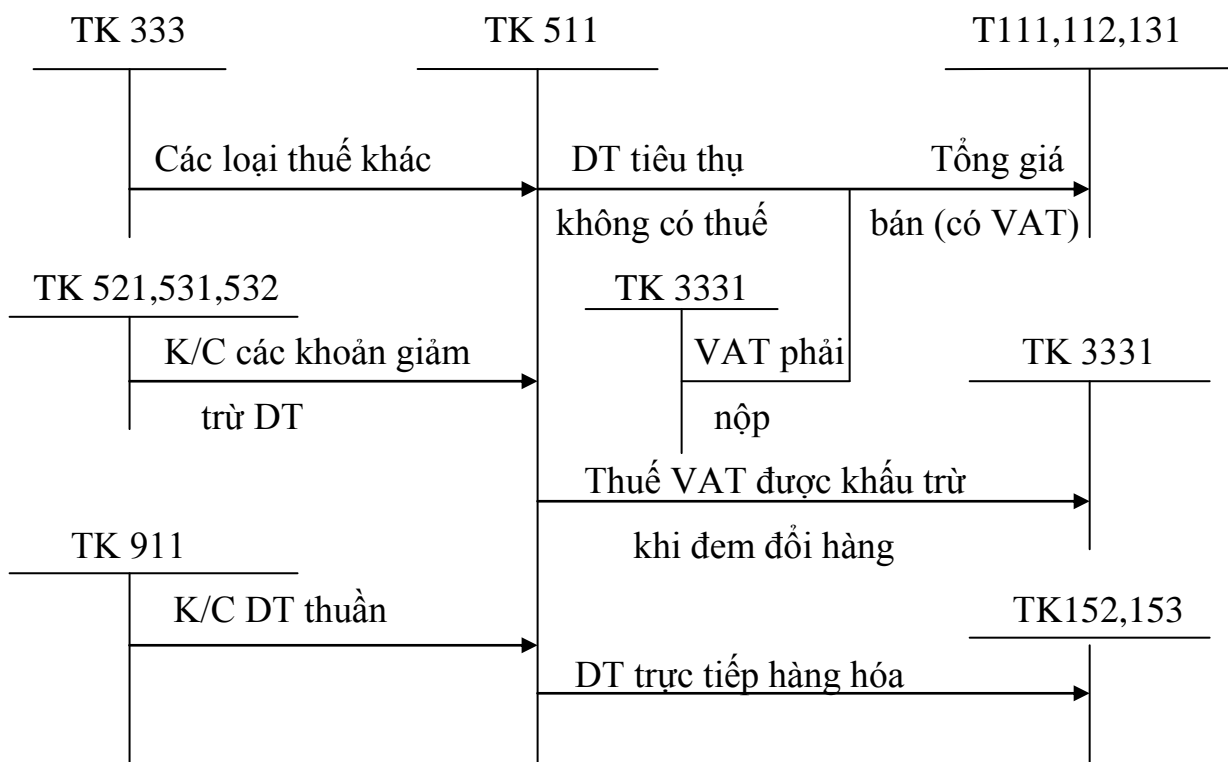 TK 333
TK 511
T111,112,131
Các loại thuế khác
DT tiêu thụ
không có thuế
Tổng giá
bán (có VAT)
TK 521,531,532
K/C các khoản giảm
trừ DT
TK 3331
VAT phải
nộp
TK 3331
Thuế VAT được khấu trừ
khi đem đổi hàng
TK 911
K/C DT thuần
TK152,153
DT trực tiếp hàng hóa